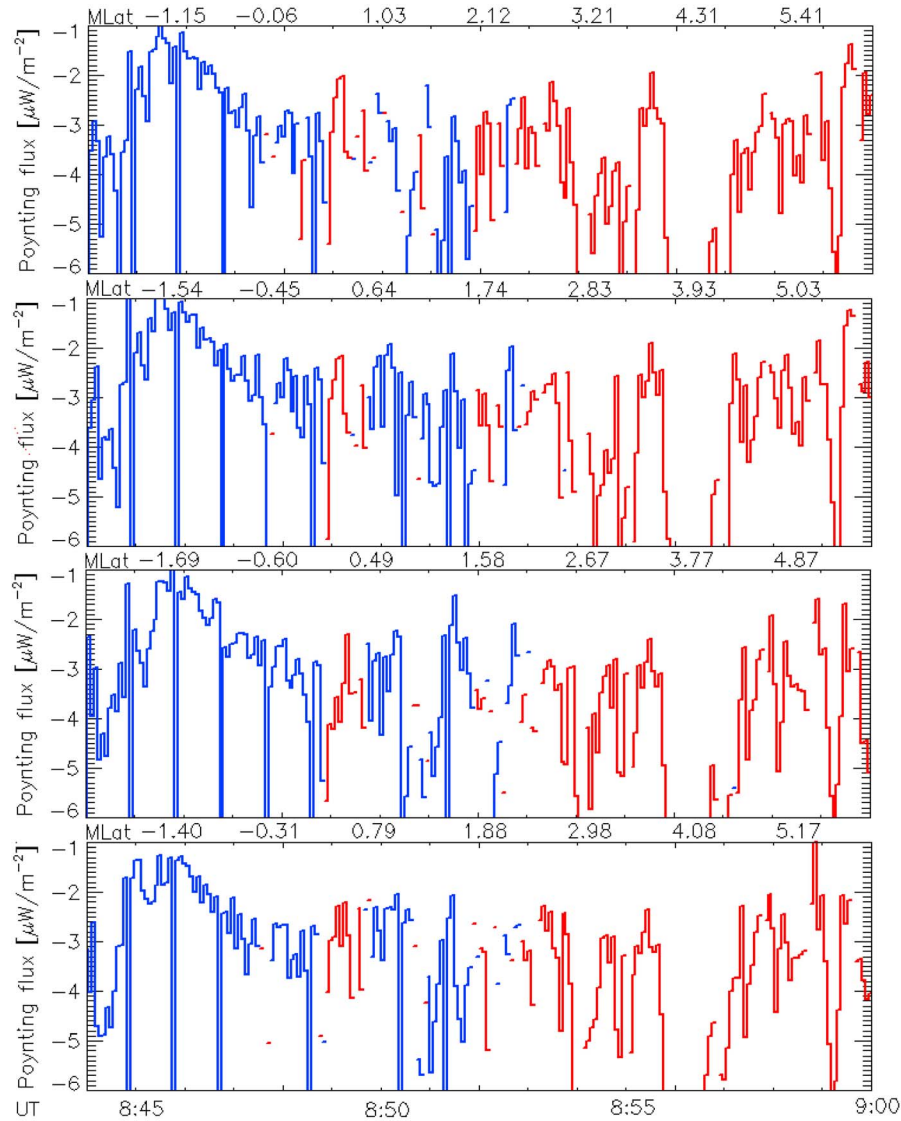 MLat −1.15 −0.06 1.03 2.12 3.21 4.31 5.41
−1
−2
−3
−4
−5
−6
Poynting flux [μW/m−2]
MLat −1.54 −0.45 0.64 1.74 2.83 3.93 5.03
−1
−2
−3
−4
−5
−6
Poynting flux [μW/m−2]
MLat −1.69 −0.60 0.49 1.58 2.67 3.77 4.87
−1
−2
−3
−4
−5
−6
Poynting flux [μW/m−2]
MLat −1.40 −0.31 0.79 1.88 2.98 4.08 5.17
−1
−2
−3
−4
−5
−6
Poynting flux [μW/m−2]
UT 8:45 8:50 8:55 9:00